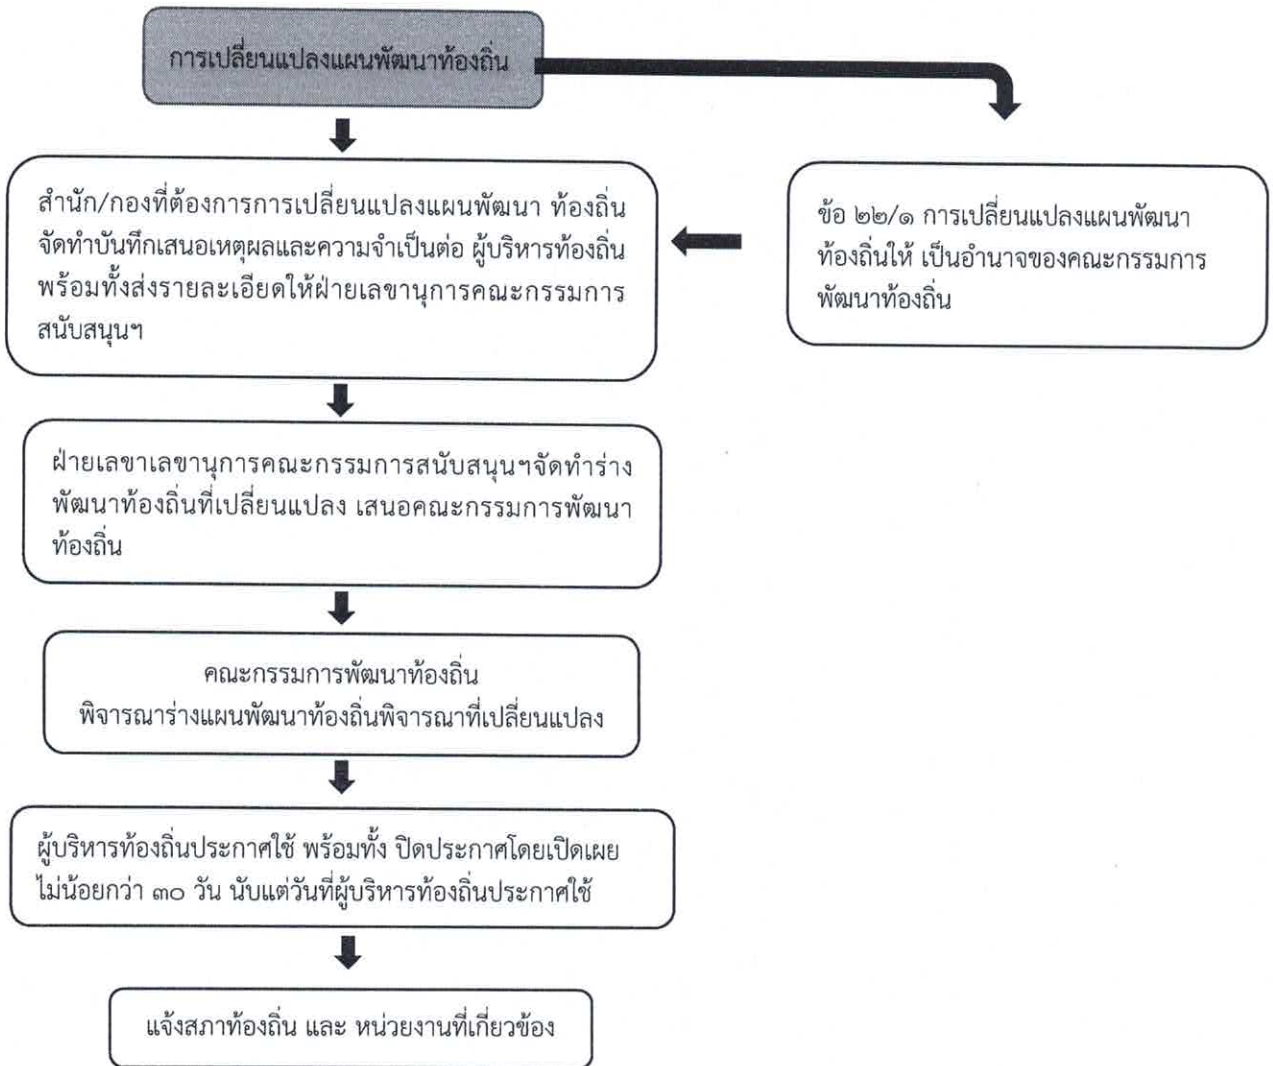 การเปลี่ยนแปลงแผนพัฒนาท้องถิ่น
สำนัก/กองที่ต้องการการเปลี่ยนแปลงแผนพัฒนา ท้องถิ่น
จัดทำบันทึกเสนอเหตุผลและความจำเป็นต่อ ผู้บริหารท้องถิ่น
พร้อมทั้งส่งรายละเอียดให้ฝ่ายเลขานุการคณะกรรมการ
สนับสนุนฯ
ข้อ ๒๒/๑ การเปลี่ยนแปลงแผนพัฒนา
ท้องถิ่นให้ เป็นอำนาจของคณะกรรมการ
พัฒนาท้องถิ่น
ฝ่ายเลขาเลขานุการคณะกรรมการสนับสนุนฯจัดทำร่าง
พัฒนาท้องถิ่นที่เปลี่ยนแปลง เสนอคณะกรรมการพัฒนา
ท้องถิ่น
คณะกรรมการพัฒนาท้องถิ่น
พิจารณาร่างแผนพัฒนาท้องถิ่นพิจารณาที่เปลี่ยนแปลง
ผู้บริหารท้องถิ่นประกาศใช้ พร้อมทั้ง ปิดประกาศโดยเปิดเผย
ไม่น้อยกว่า ๓๐ วัน นับแต่วันที่ผู้บริหารท้องถิ่นประกาศใช้
แจ้งสภาท้องถิ่น และ หน่วยงานที่เกี่ยวข้อง